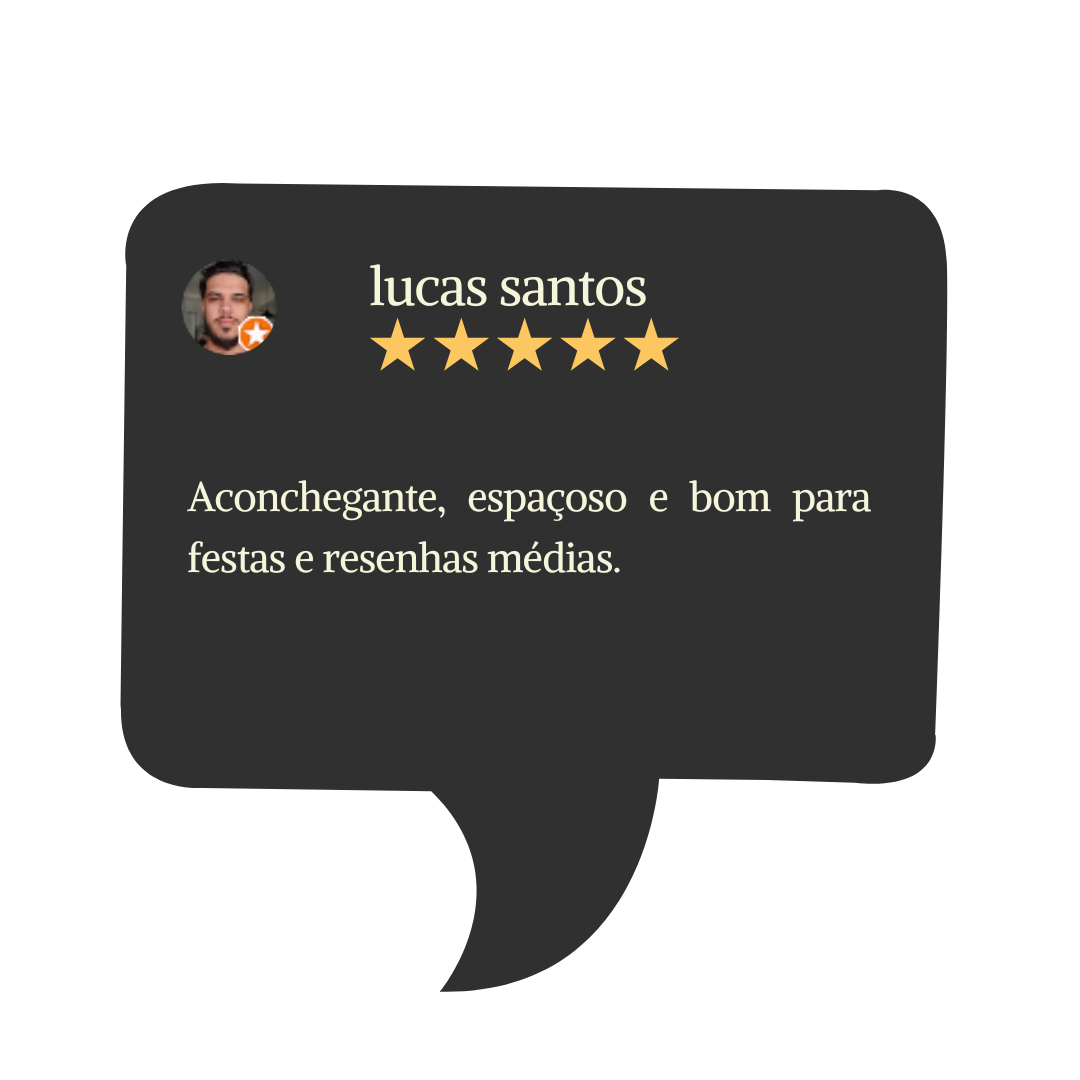 lucas santos
Aconchegante, espaçoso e bom para
festas e resenhas médias.